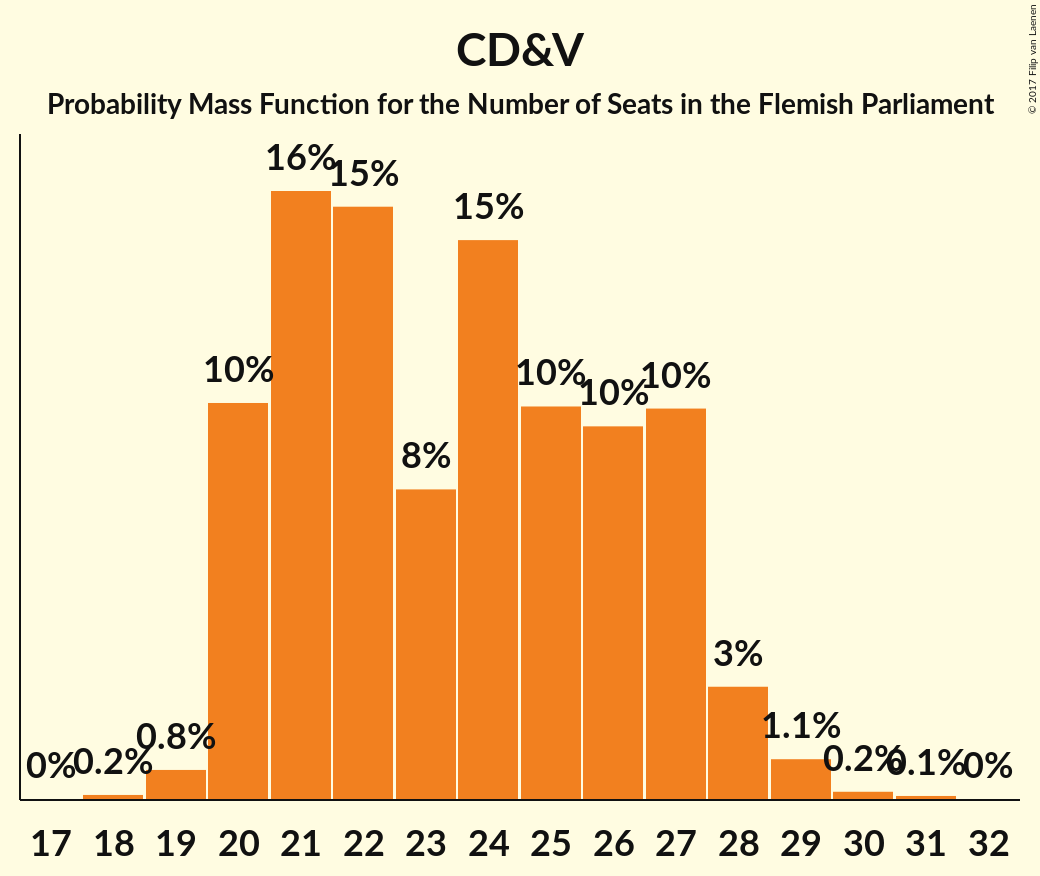 CD&V
Probability Mass Function for the Number of Seats in the Flemish Parliament
© 2017 Filip van Laenen
0% 0.2% 0.8% 10% 16% 15% 8% 15% 10% 10% 10% 3% 1.1% 0.2% 0.1% 0%
17 18 19 20 21 22 23 24 25 26 27 28 29 30 31 32